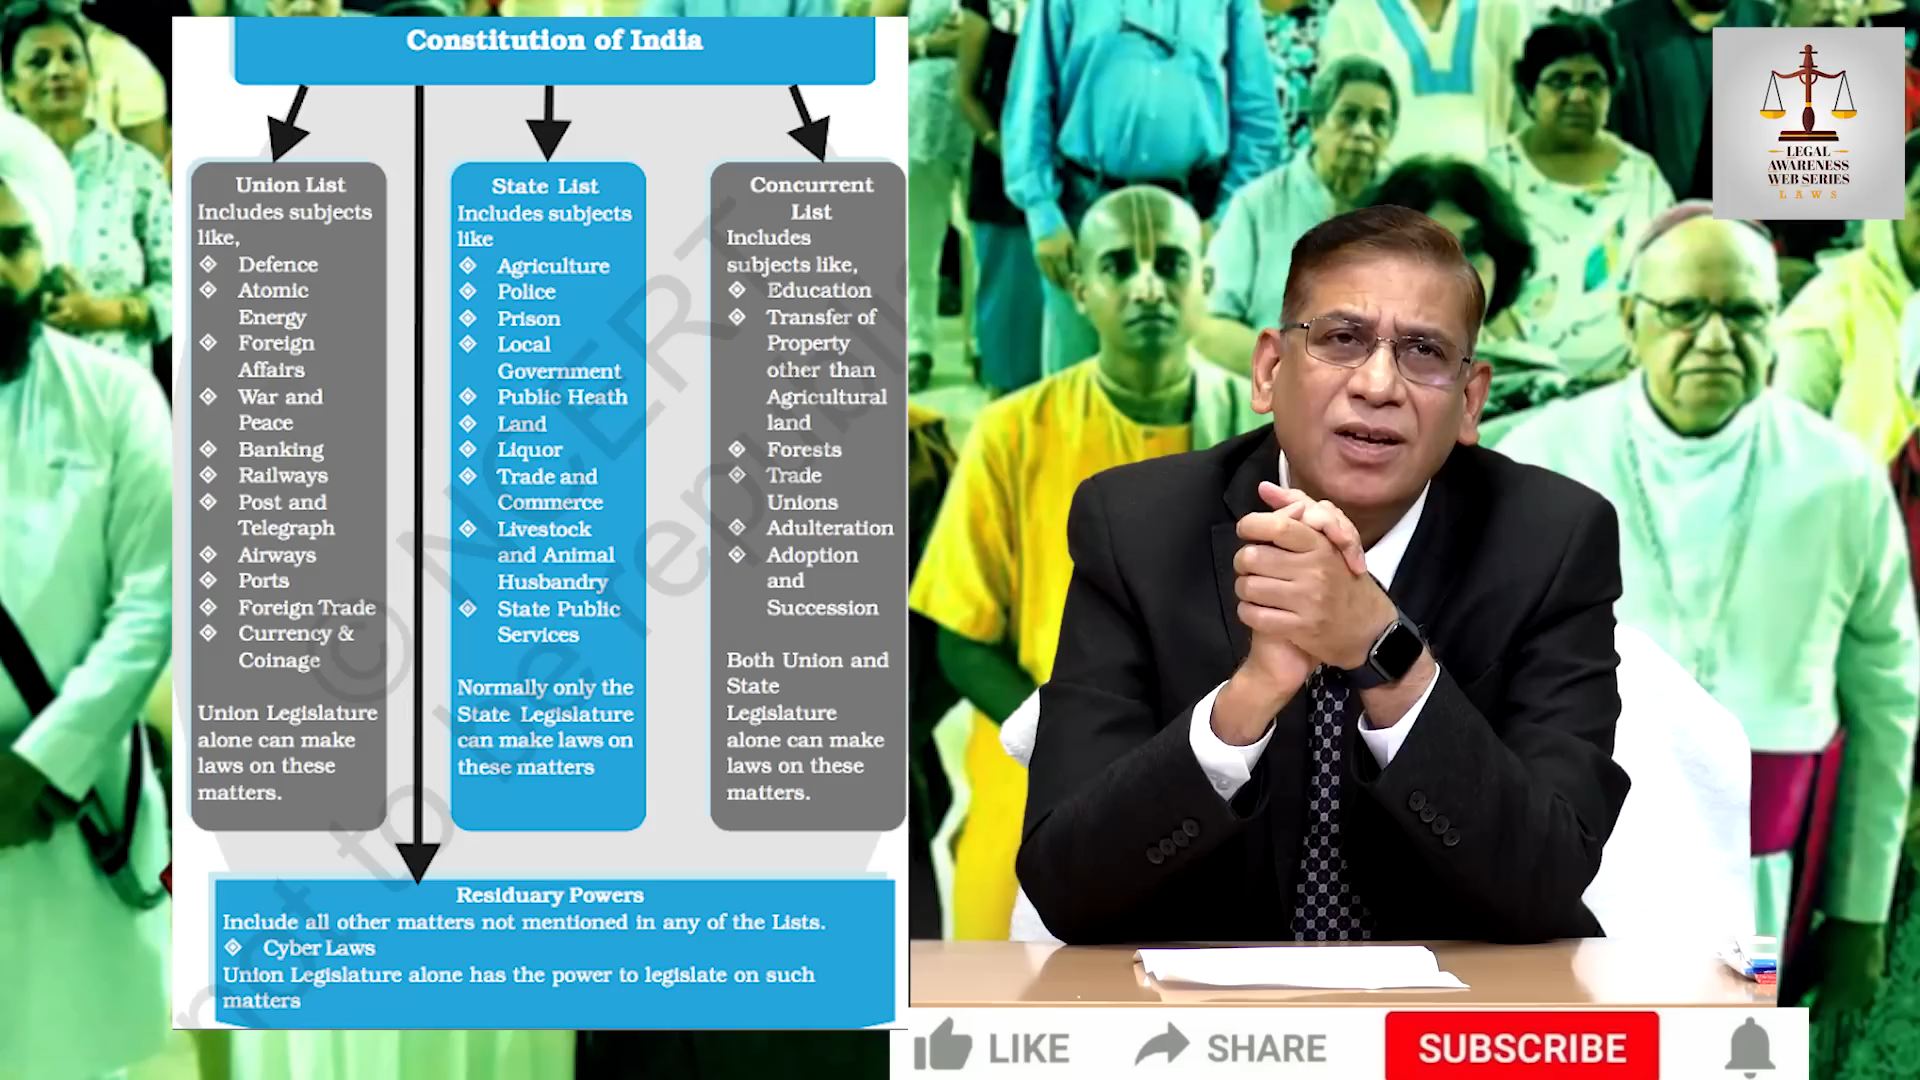 Constitution of India
Union List
Includes subjects
like,
Defence
Atomic
Energy
Foreign
Affairs
War and
Peace
Banking
Railways
Post and
Telegraph
Airways
Ports
Foreign Trade
Currency &
Coinage
Union Legislature
alone can make
laws on these
matters.
State List
Includes subjects
like
Agriculture
Police
Prison
Local
Government
Public Heath
Land
Liquor
Trade and
Commerce
Livestock
and Animal
Husbandry
State Public
Services
Normally only the
State Legislature
can make laws on
these matters
Concurrent
List
Includes
subjects like,
Education
Transfer of
Property
other than
Agricultural
land
Forests
Trade
Unions
Adulteration
Adoption
and
Succession
Both Union and
State
Legislature
alone can make
laws on these
matters.
Residuary Powers
Include all other matters not mentioned in any of the Lists.
Cyber Laws
Union Legislature alone has the power to legislate on such
matters
© NCERT
not to be republi
LEGAL
AWARENESS
WEB SERIES
LAWS
LIKE
SHARE
SUBSCRIBE